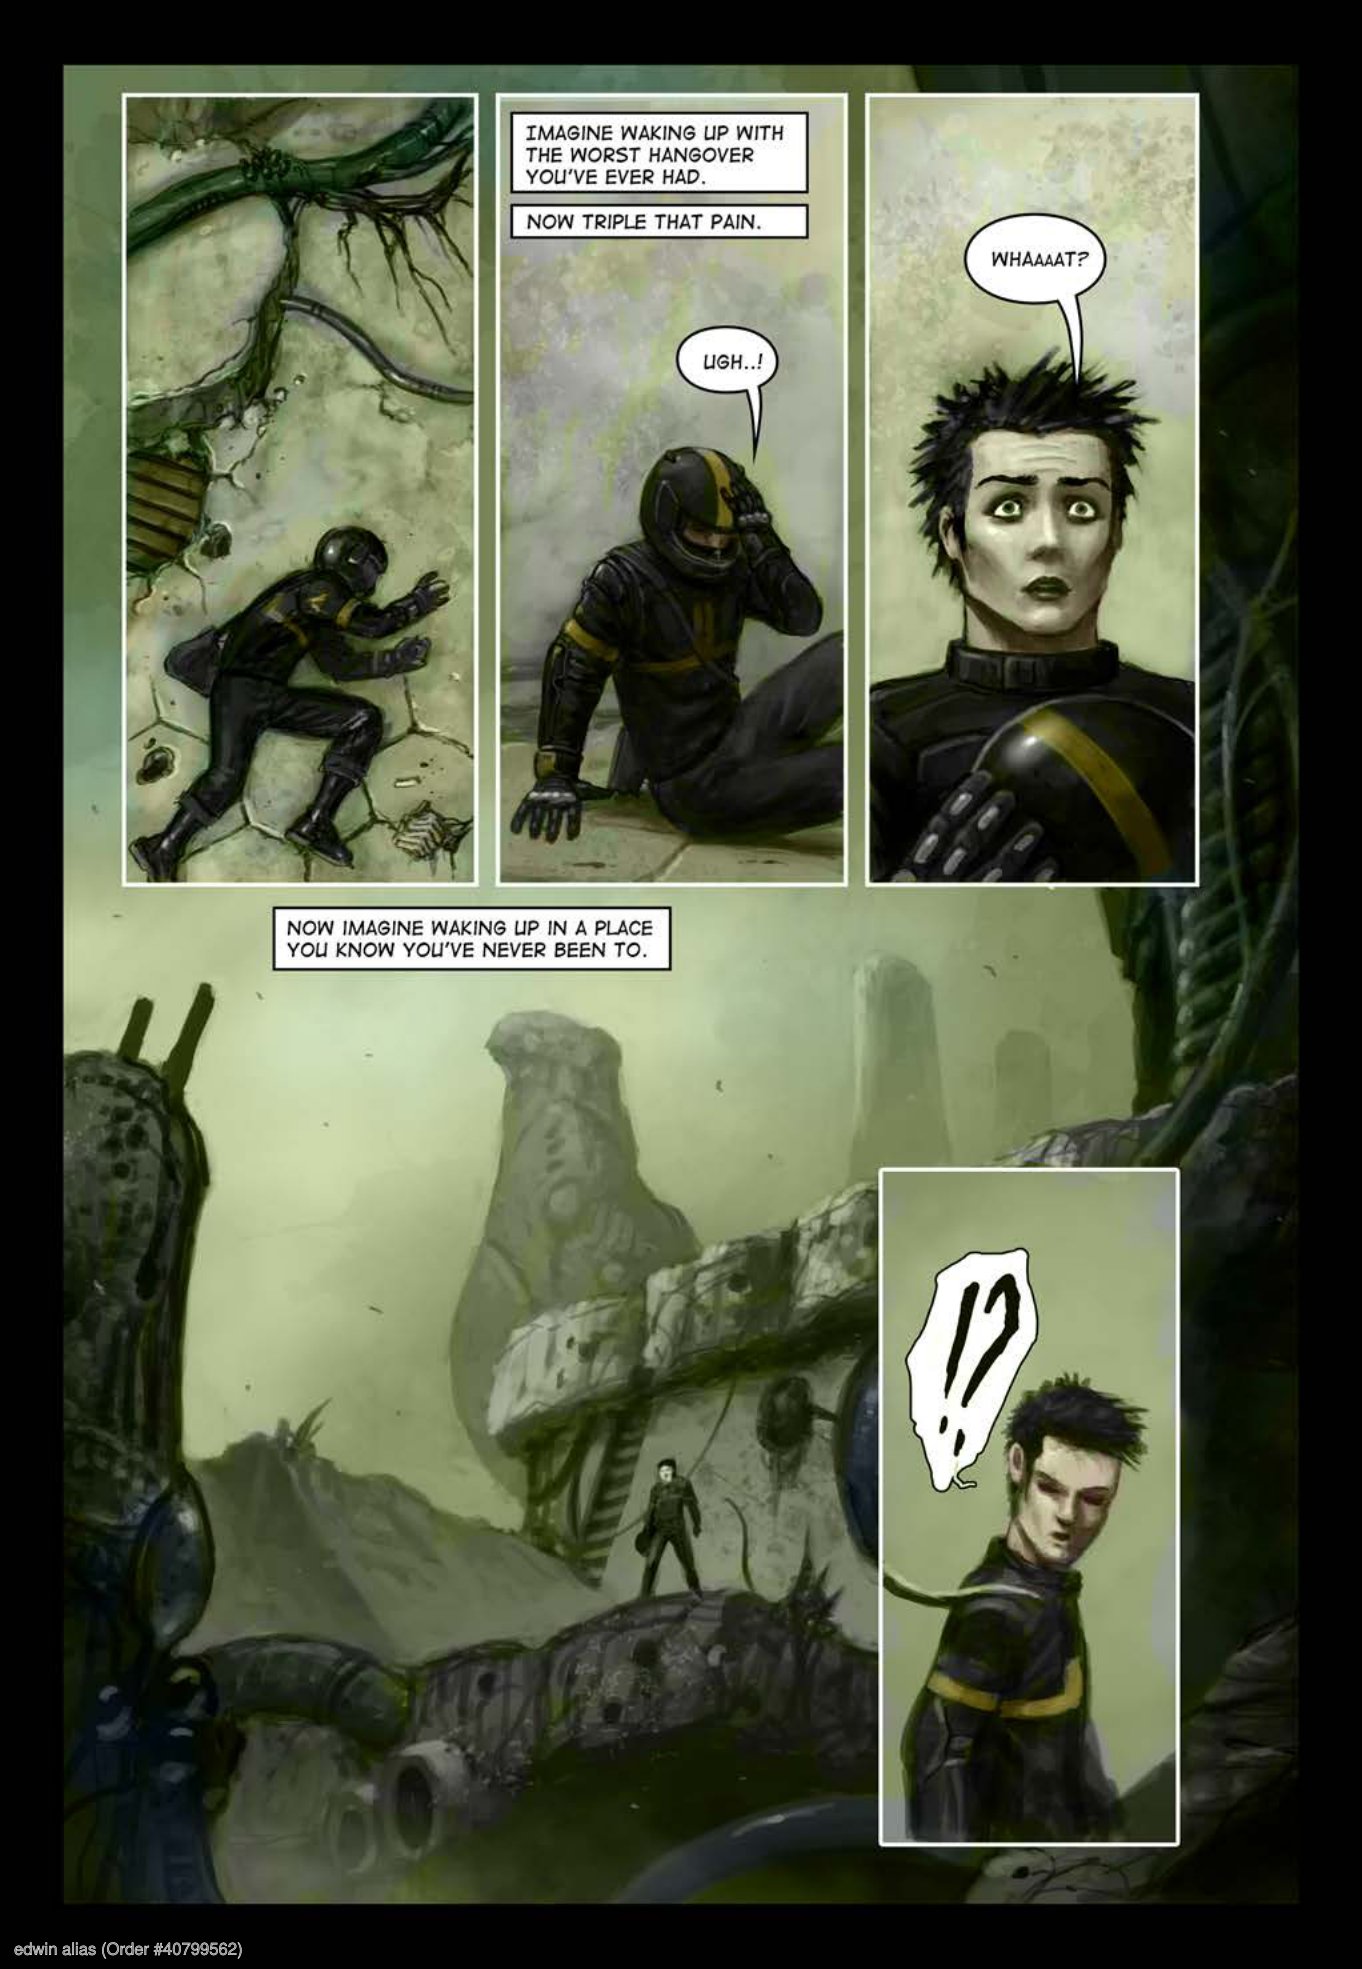 IMAGINE WAKING UP WITH
THE WORST HANGOVER
YOU'VE EVER HAD.
NOW TRIPLE THAT PAIN.
UGH..!
WHAAAAT?
NOW IMAGINE WAKING UP IN A PLACE
YOU KNOW YOU'VE NEVER BEEN TO.
!?
edwin alias (Order #40799562)